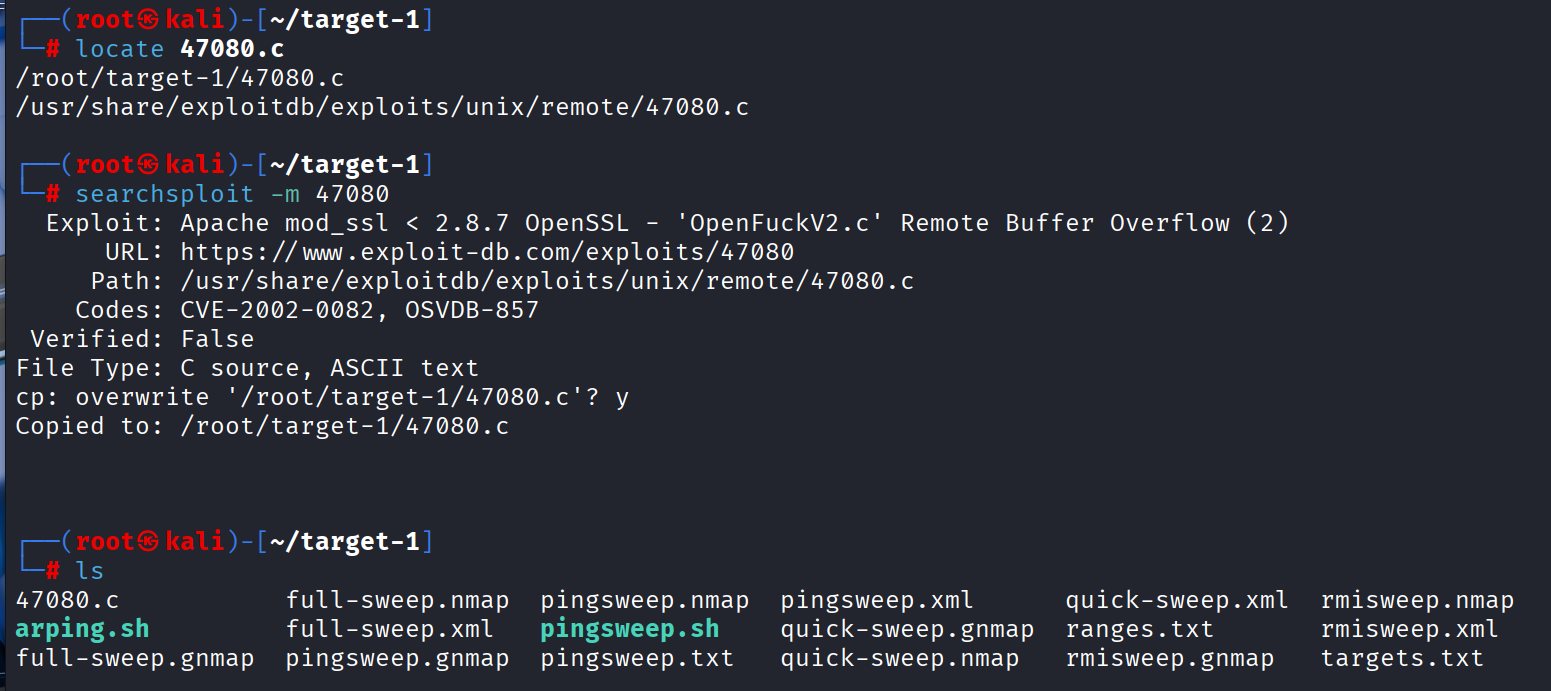 ┌──(root㉿kali)-[~/target-1]
└─# locate 47080.c
/root/target-1/47080.c
/usr/share/exploitdb/exploits/unix/remote/47080.c
┌──(root㉿kali)-[~/target-1]
└─# searchsploit -m 47080
  Exploit: Apache mod_ssl < 2.8.7 OpenSSL - 'OpenFuckV2.c' Remote Buffer Overflow (2)
      URL: https://www.exploit-db.com/exploits/47080
     Path: /usr/share/exploitdb/exploits/unix/remote/47080.c
    Codes: CVE-2002-0082, OSVDB-857
 Verified: False
File Type: C source, ASCII text
cp: overwrite '/root/target-1/47080.c'? y
Copied to: /root/target-1/47080.c
┌──(root㉿kali)-[~/target-1]
└─# ls
47080.c           full-sweep.nmap  pingsweep.nmap  pingsweep.xml      quick-sweep.xml  rmisweep.nmap
arping.sh         full-sweep.xml   pingsweep.sh    quick-sweep.gnmap  ranges.txt       rmisweep.xml
full-sweep.gnmap  pingsweep.gnmap  pingsweep.txt   quick-sweep.nmap   rmisweep.gnmap   targets.txt